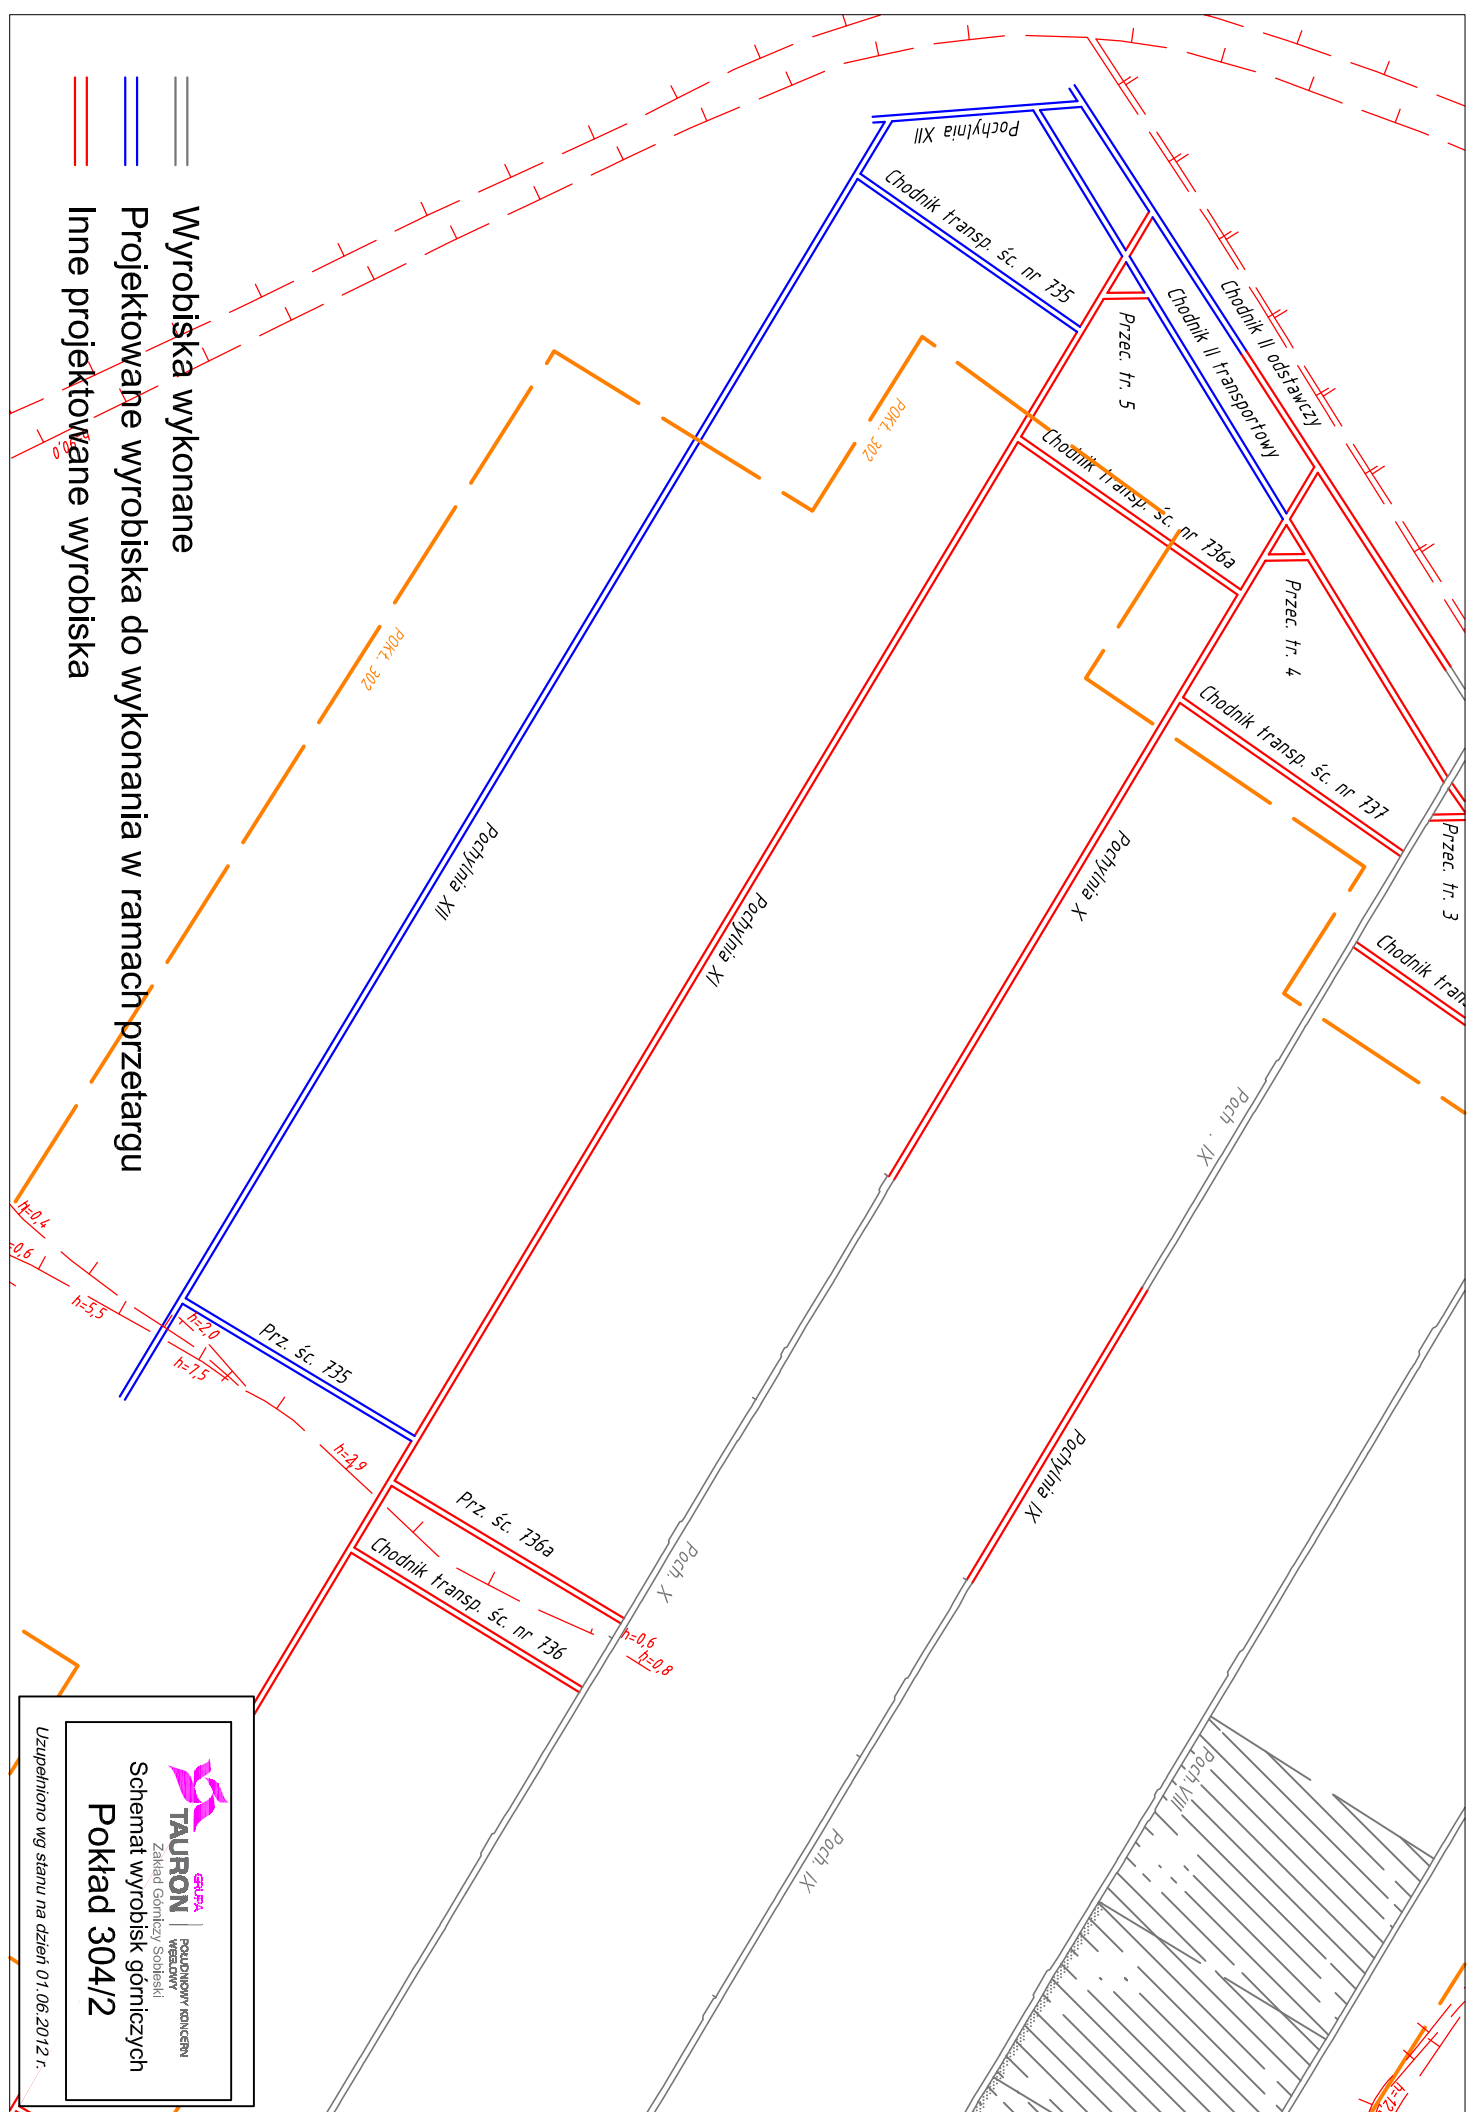 Wyrobiska wykonane
Projektowane wyrobiska do wykonania w ramach przetargu
Inne projektowane wyrobiska
Pochylnia XII
Chodnik transp. śc. nr 735
Przec. tr. 5
Chodnik II transportowy
Chodnik II odstawczy
POKŁ. 302
Chodnik transp. śc. nr 736a
Przec. tr. 4
Chodnik transp. śc. nr 737
Przec. tr. 3
Chodnik tran
POKŁ. 302
Pochylnia XII
Pochylnia XI
Pochylnia X
Poch . IX
Pochylnia IX
h=0,4
=0,6
h=5,5
h=2,0
h=7,5
Prz. śc. 735
h=2,9
Prz. śc. 736a
Chodnik transp. śc. nr 736
h=0,6
h=0,8
Poch. X
Poch. IX
Poch. VIII
GRUPA
TAURON
POŁUDNIOWY KONCERN
WĘGLOWY
Zakład Górniczy Sobieski
Schemat wyrobisk górniczych
Pokład 304/2
Uzupełniono wg stanu na dzień 01.06.2012 r.